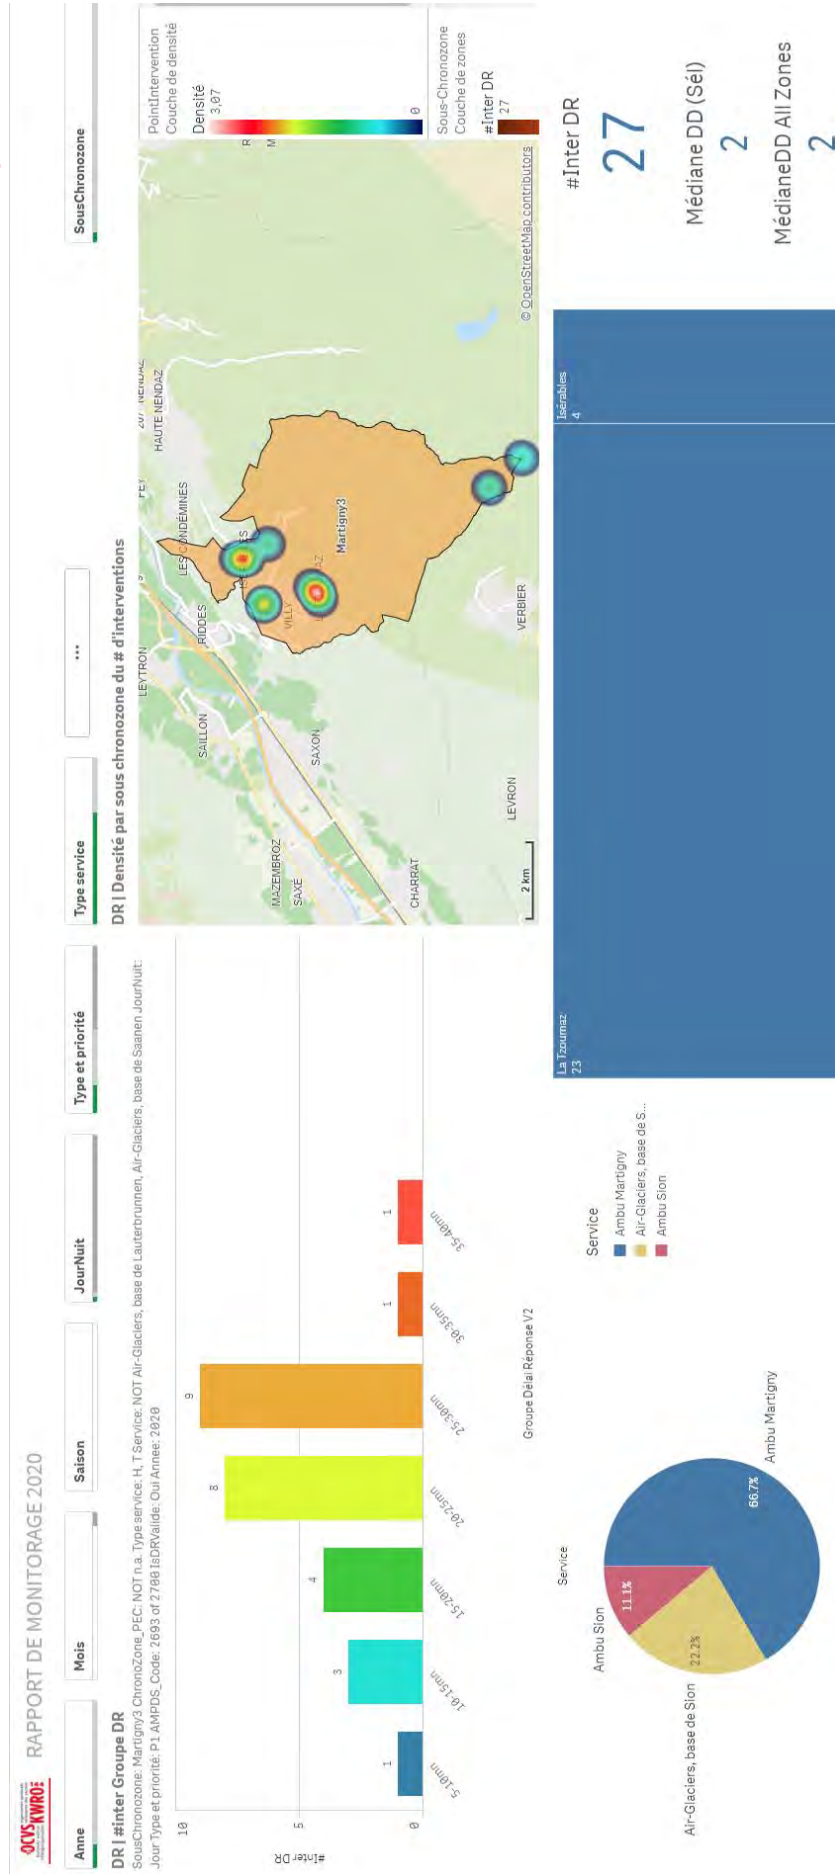 OCVS
KWRO
RAPPORT DE MONITORAGE 2020
Anne
Mois
Saison
JourNuit
Type et priorité
Type service
...
SousChronozone
DR | #inter Groupe DR
SousChronozone: Martigny3 ChronoZone_PEC: NOT n.a. Type service: H, T Service: NOT Air-Glaciers, base de Lauterbrunnen, Air-Glaciers, base de Saanen JourNuit:
Jour Type et priorité: P1 AMPDS_Code: 2693 of 2700 IsDRValide: Oui Annee: 2020
#Inter DR
10
5
0
1
3
4
8
9
1
1
5-10mn
10-15mn
15-20mn
20-25mn
25-30mn
30-35mn
35-40mn
Groupe Délai Réponse V2
DR | Densité par sous chronozone du # d'interventions
LEYTRON
FEY
HAUTE NENDAZ
LES CONDÉMINES
RIDDES
SAILLON
VILLY
Martigny3
MAZEMBROZ
SAXÉ
SAXON
CHARRAT
LEVRON
VERBIER
2 km
© OpenStreetMap contributors
PointIntervention
Couche de densité
Densité
3,07
0
Sous-Chronozone
Couche de zones
#Inter DR
27
Service
Ambu Sion
11.1%
22.2%
Air-Glaciers, base de Sion
66.7%
Ambu Martigny
Service
Ambu Martigny
Air-Glaciers, base de S...
Ambu Sion
La Tzoumaz
23
Isérables
4
#Inter DR
27
Médiane DD (Sél)
2
MédianeDD All Zones
2